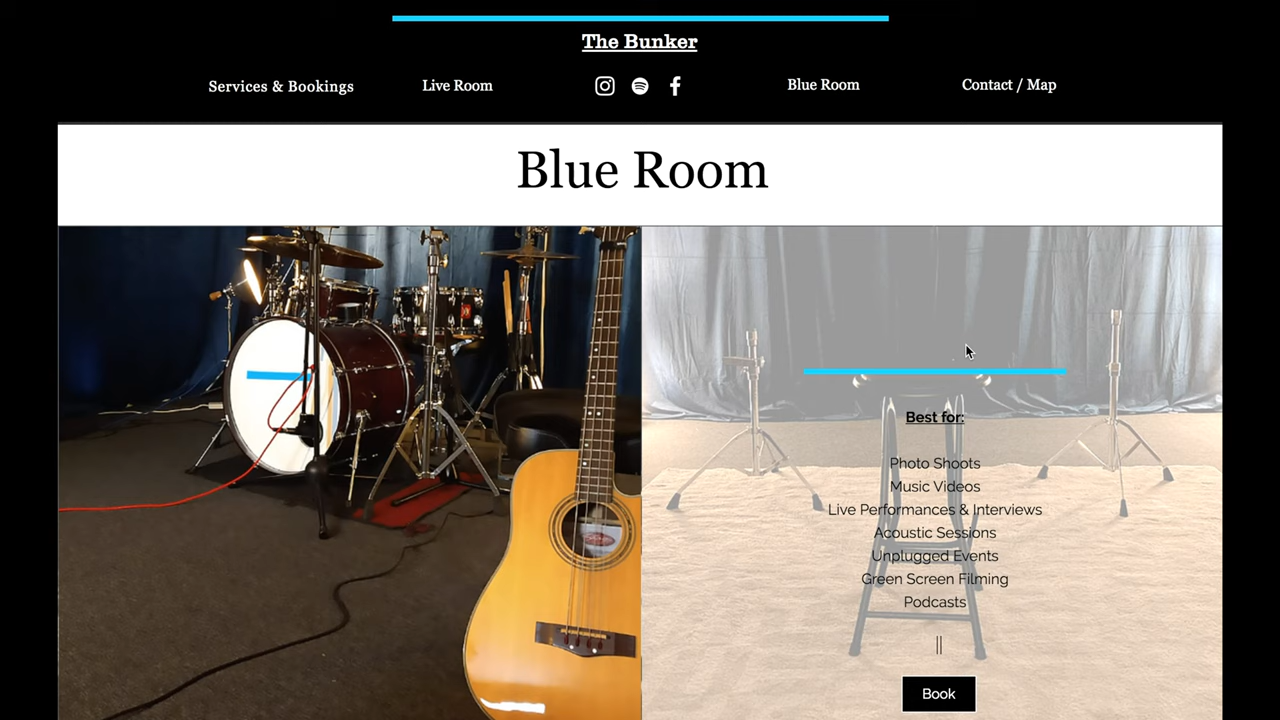 The Bunker
Services & Bookings
Live Room
Blue Room
Contact / Map
Blue Room
Best for:
Photo Shoots
Music Videos
Live Performances & Interviews
Acoustic Sessions
Unplugged Events
Green Screen Filming
Podcasts
||
Book